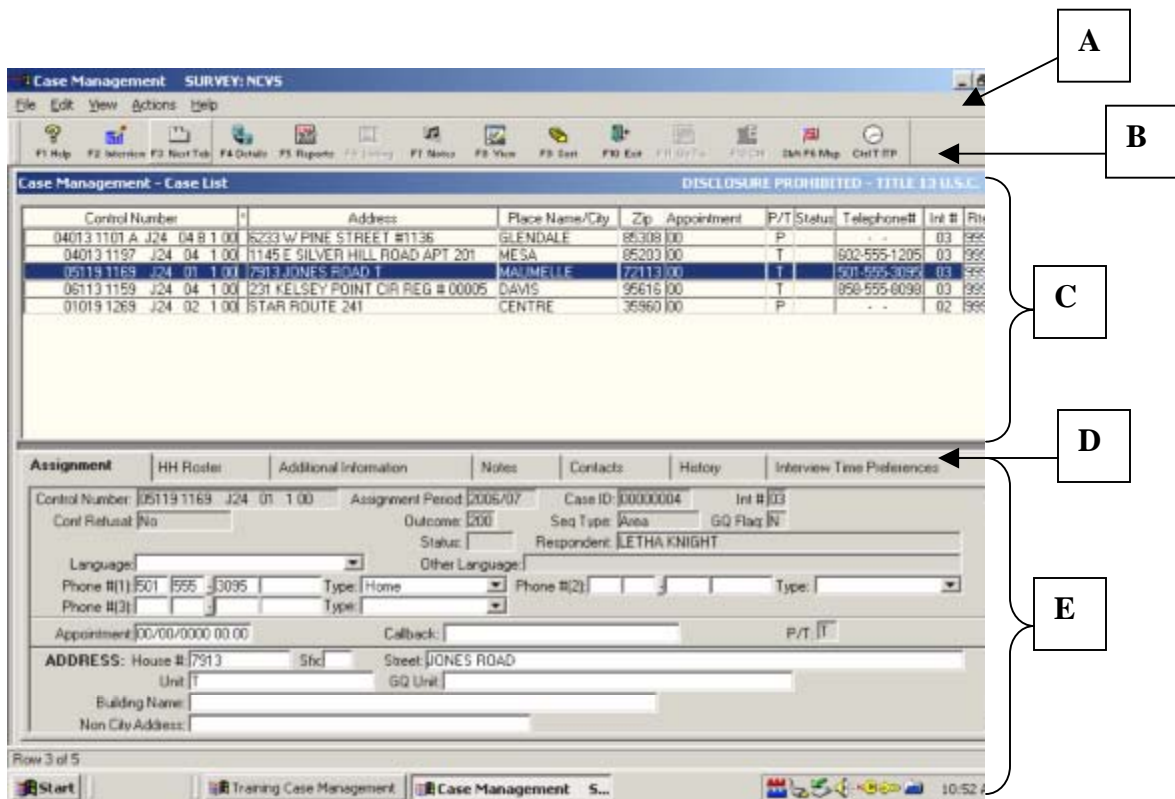 A
Case Management SURVEY: NCVS
File Edit View Actions Help
B
F1 Help F2 Interview F3 Next Tab F4 Details F5 Reports F7 Notes F8 View F9 Sort F10 Exit Shft F6 Map Ctrl T ITP
Case Management - Case List DISCLOSURE PROHIBITED - TITLE 13 U.S.C.
Control Number * Address Place Name/City Zip Appointment P/T Status Telephone# Int #
04013 1101 A J24 04 B 1 00 6233 W PINE STREET #1136 GLENDALE 85308 00 P - - 03 999
04013 1197 J24 04 1 00 1145 E SILVER HILL ROAD APT 201 MESA 85203 00 T 602-555-1205 03 999
05119 1169 J24 01 1 00 7913 JONES ROAD T MAUMELLE 72113 00 T 501-555-3095 03 999
06113 1159 J24 04 1 00 231 KELSEY POINT CIR REG # 00005 DAVIS 95616 00 T 858-555-8098 03 999
01019 1269 J24 02 1 00 STAR ROUTE 241 CENTRE 35960 00 P - - 02 999
C
D
Assignment HH Roster Additional Information Notes Contacts History Interview Time Preferences
Control Number: 05119 1169 J24 01 1 00 Assignment Period: 2006/07 Case ID: 00000004 Int #: 03
Conf Refusal: No Outcome: 200 Seq Type: Area GQ Flag: N
Status: Respondent: LETHA KNIGHT
Language: Other Language:
Phone #(1): 501 555 - 3095 Type: Home Phone #(2): - Type:
Phone #(3): - Type:
E
Appointment: 00/00/0000 00:00 Callback: P/T: T
ADDRESS: House #: 7913 Sfx: Street: JONES ROAD
Unit: T GQ Unit:
Building Name:
Non City Address:
Row 3 of 5
Start Training Case Management Case Management S... 10:52